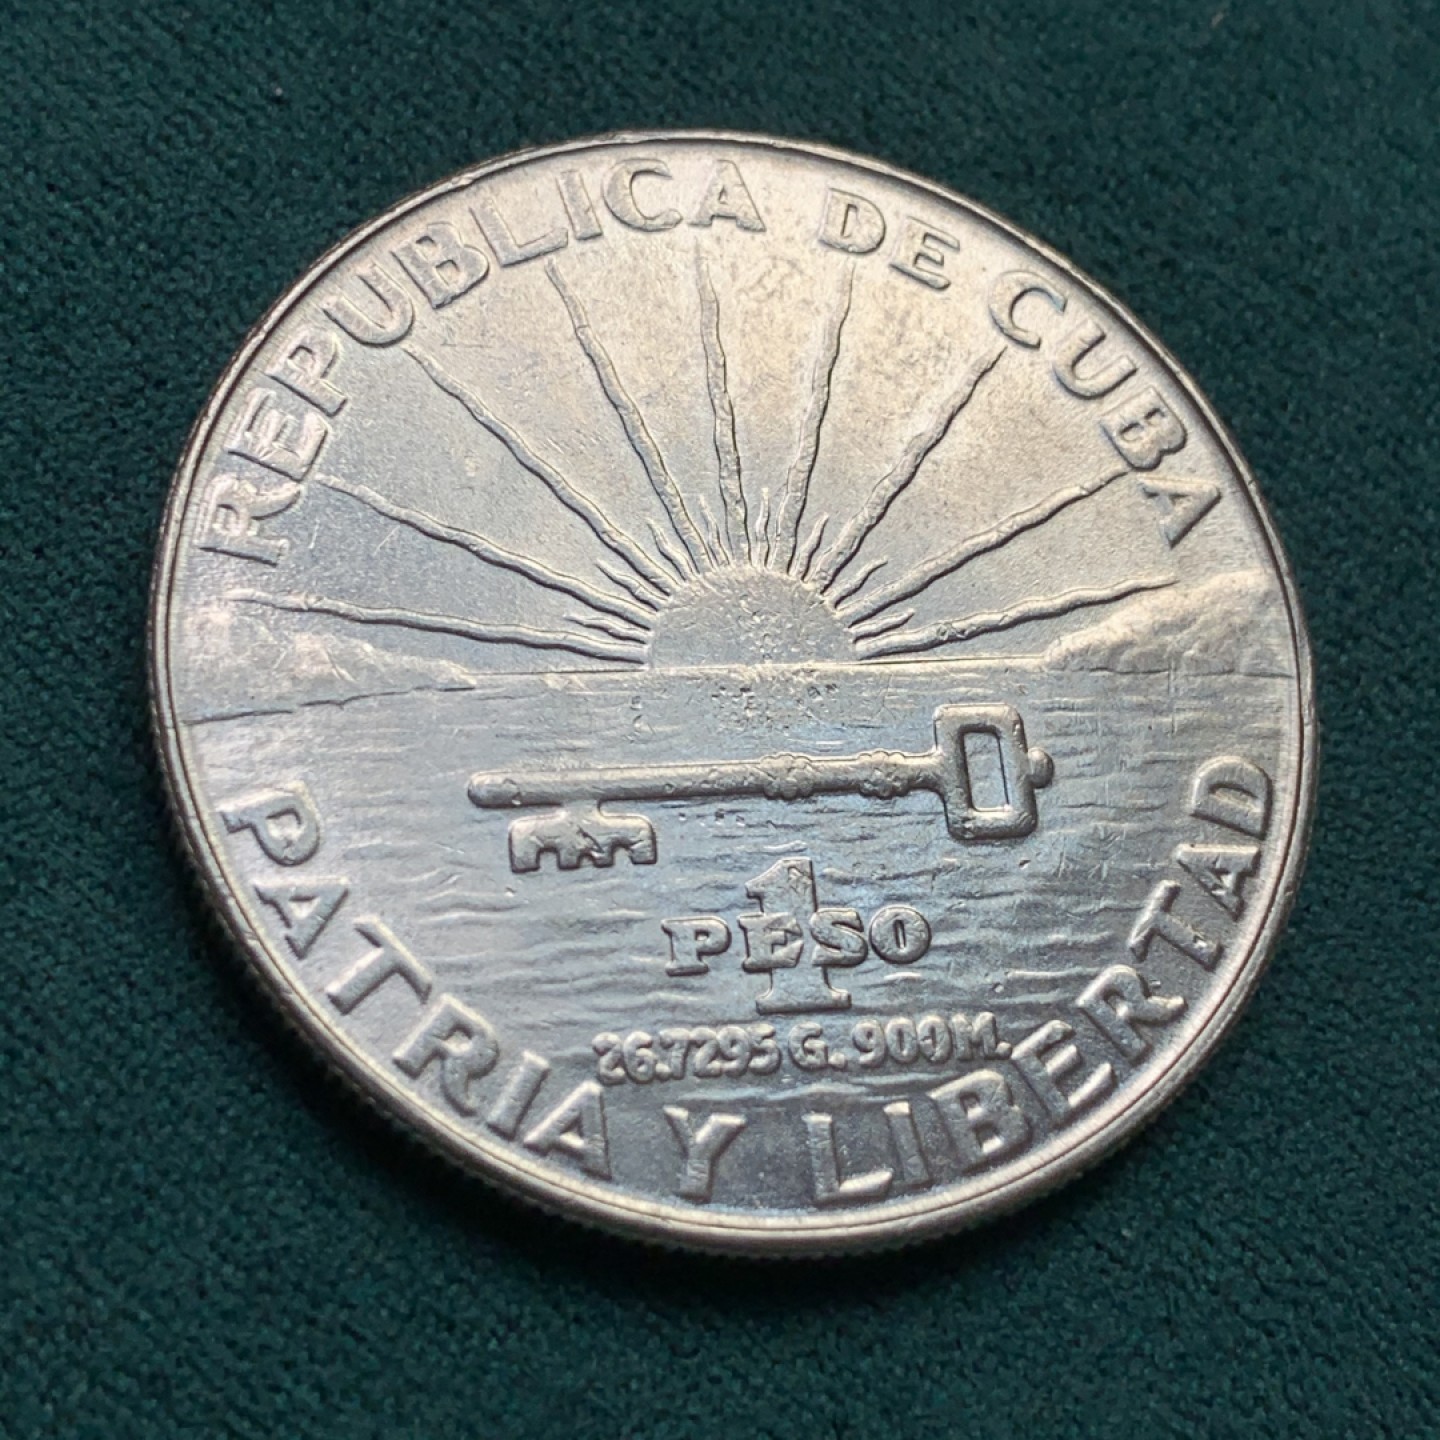 REPUBLICA DE CUBA
1
PESO
26.7295 G. 900 M.
PATRIA Y LIBERTAD